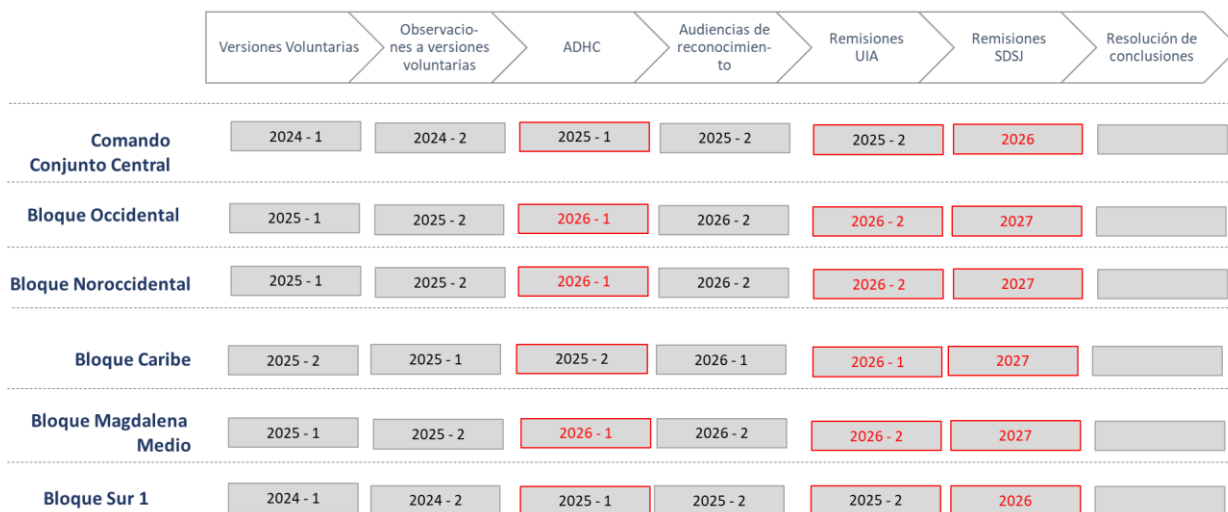 Versiones Voluntarias
Observacio-
nes a versiones
voluntarias
ADHC
Audiencias de
reconocimien-
to
Remisiones
UIA
Remisiones
SDSJ
Resolución de
conclusiones
Comando
Conjunto Central
2024 - 1
2024 - 2
2025 - 1
2025 - 2
2025 - 2
2026
Bloque Occidental
2025 - 1
2025 - 2
2026 - 1
2026 - 2
2026 - 2
2027
Bloque Noroccidental
2025 - 1
2025 - 2
2026 - 1
2026 - 2
2026 - 2
2027
Bloque Caribe
2025 - 2
2025 - 1
2025 - 2
2026 - 1
2026 - 1
2027
Bloque Magdalena
Medio
2025 - 1
2025 - 2
2026 - 1
2026 - 2
2026 - 2
2027
Bloque Sur 1
2024 - 1
2024 - 2
2025 - 1
2025 - 2
2025 - 2
2026